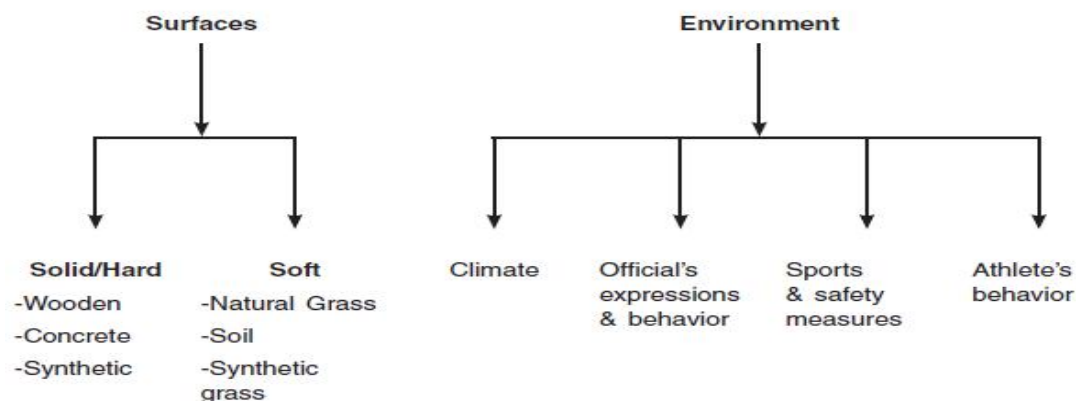 Surfaces
Environment
Solid/Hard
-Wooden
-Concrete
-Synthetic
Soft
-Natural Grass
-Soil
-Synthetic
grass
Climate
Official's
expressions
& behavior
Sports
& safety
measures
Athlete's
behavior